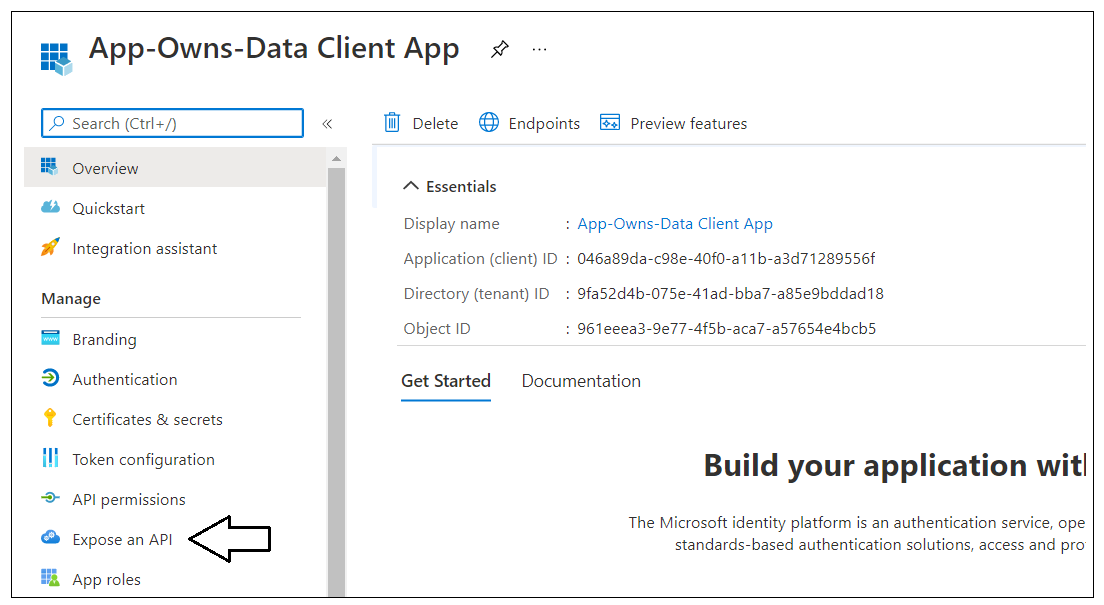 App-Owns-Data Client App
Search (Ctrl+/)
«
Overview
Quickstart
Integration assistant
Manage
Branding
Authentication
Certificates & secrets
Token configuration
API permissions
Expose an API
App roles
Delete Endpoints Preview features
Essentials
Display name : App-Owns-Data Client App
Application (client) ID : 046a89da-c98e-40f0-a11b-a3d71289556f
Directory (tenant) ID : 9fa52d4b-075e-41ad-bba7-a85e9bddad18
Object ID : 961eeea3-9e77-4f5b-aca7-a57654e4bcb5
Get Started Documentation
Build your application wit
The Microsoft identity platform is an authentication service, ope
standards-based authentication solutions, access and pro